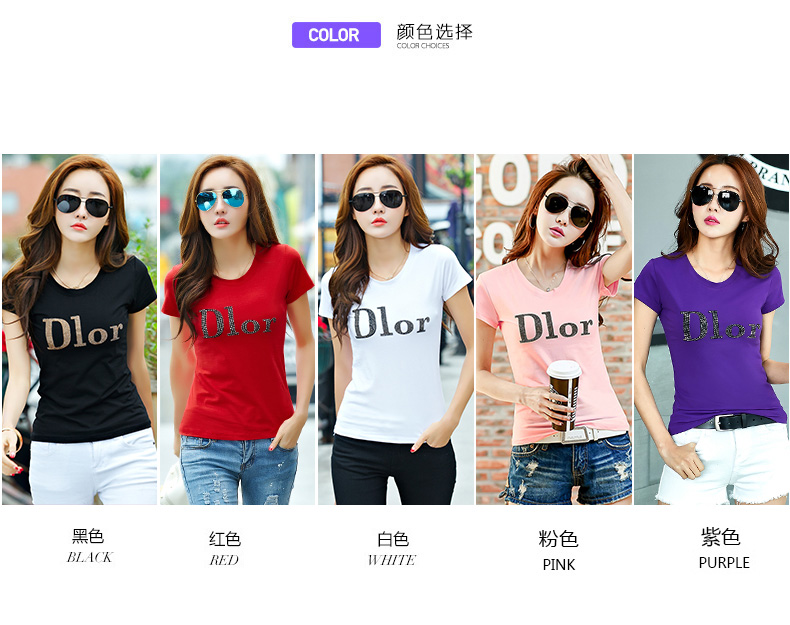 COLOR
颜色选择
COLOR CHOICES
Dlor
Dlor
Dlor
Dlor
Dlor
黑色
BLACK
红色
RED
白色
WHITE
粉色
PINK
紫色
PURPLE